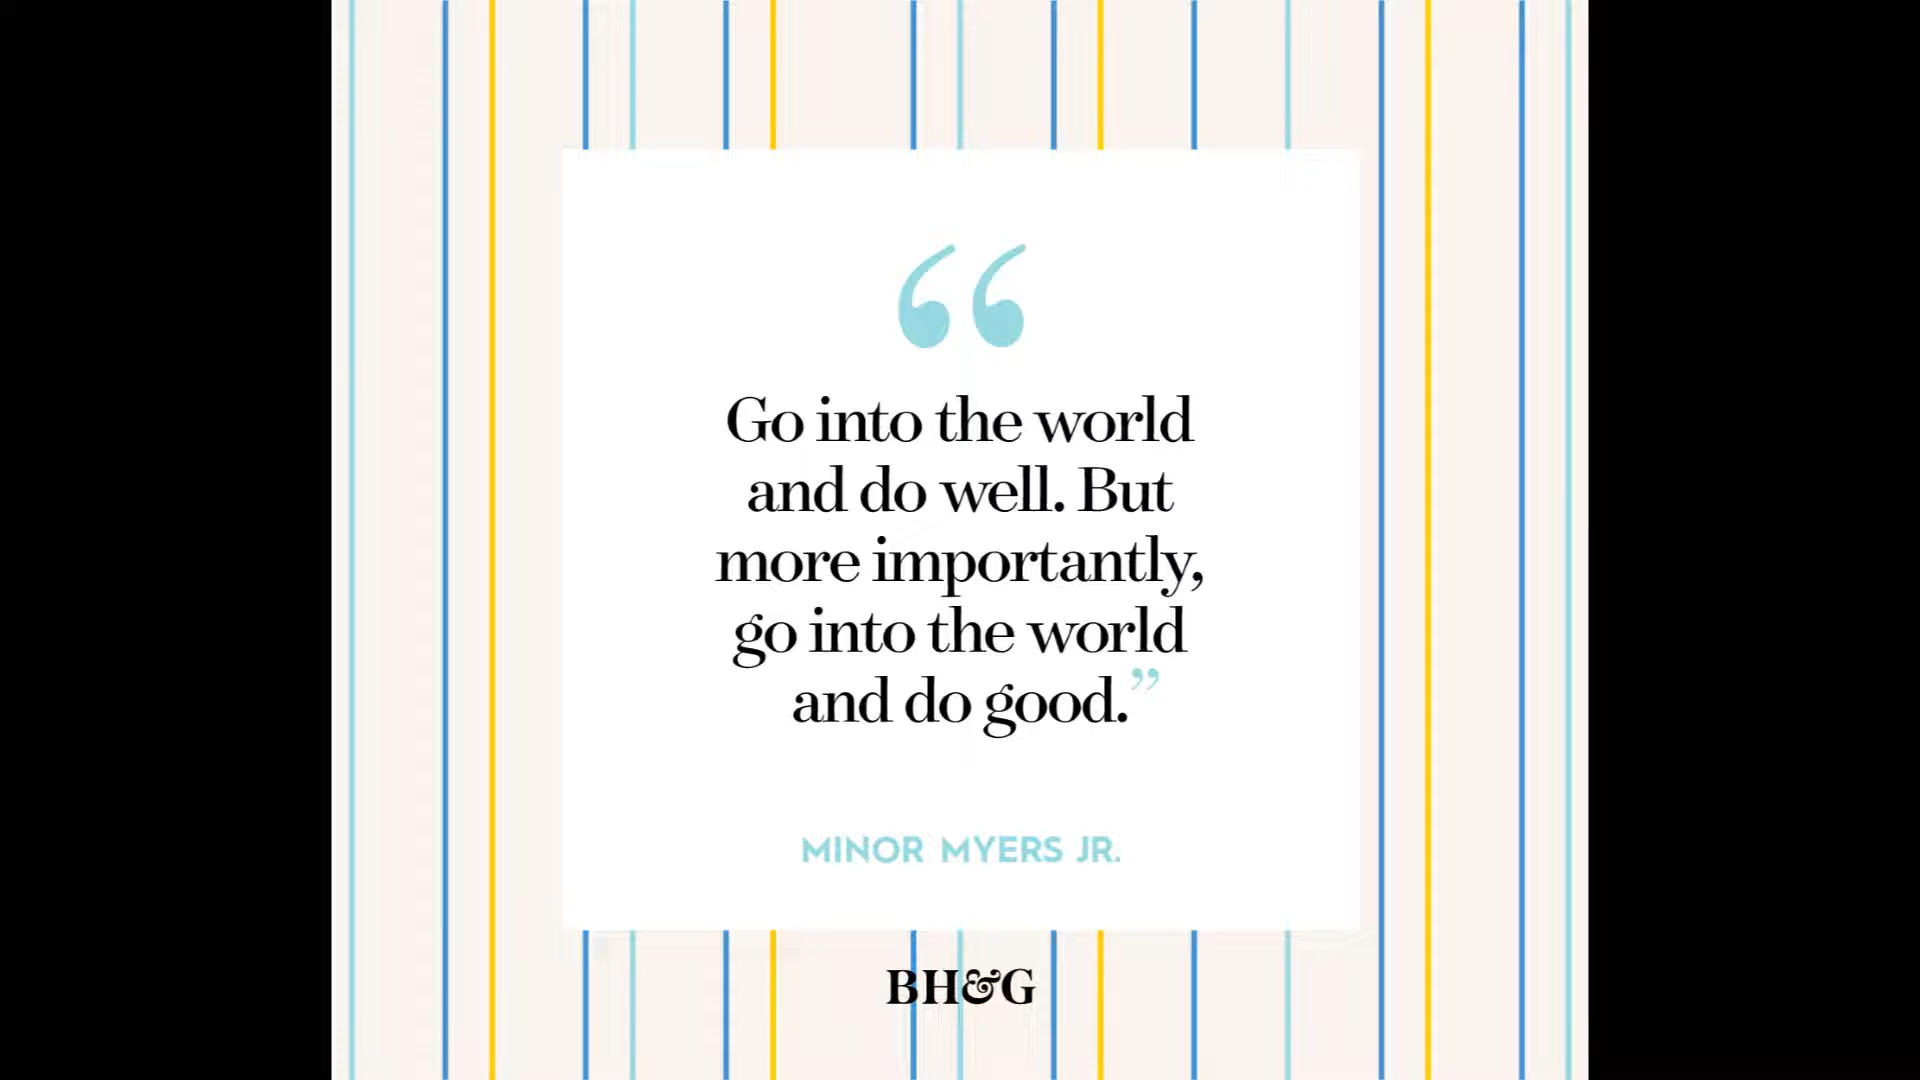 “
Go into the world
and do well. But
more importantly,
go into the world
and do good.”
MINOR MYERS JR.
BH&G